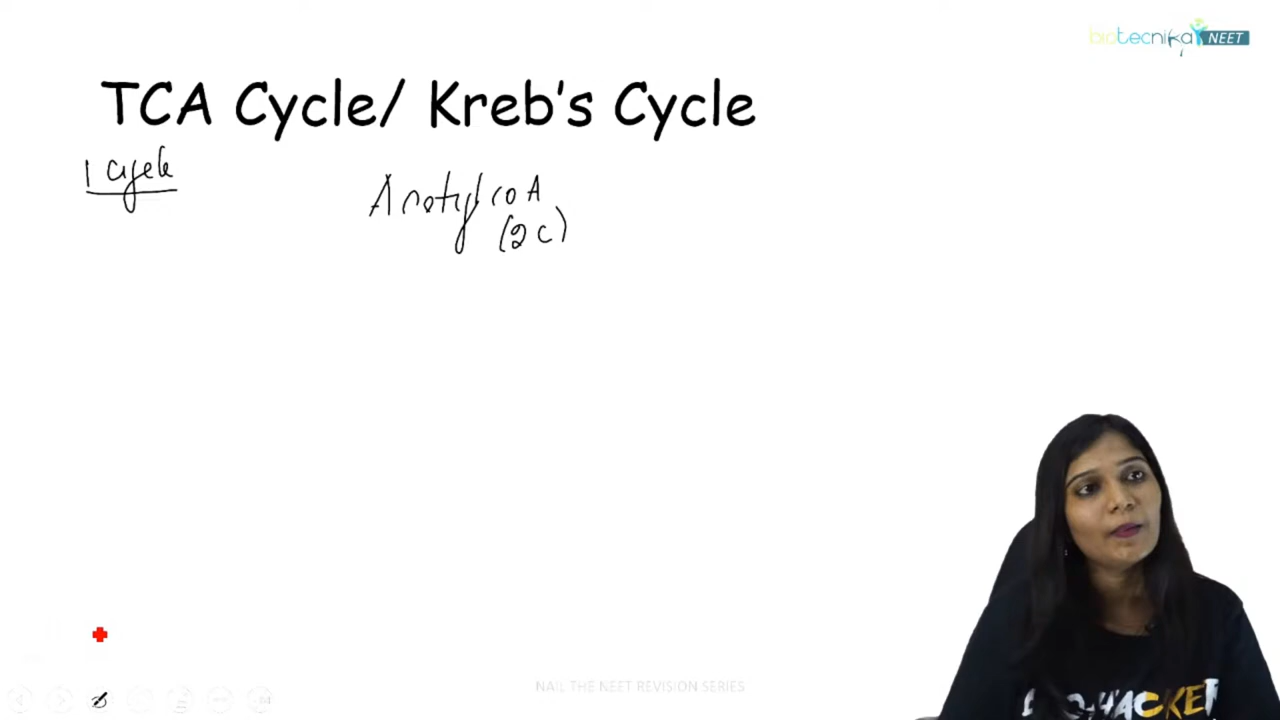 biotecnika NEET
TCA Cycle/ Kreb's Cycle
1 cycle
Acetyl coA
(2C)
NAIL THE NEET REVISION SERIES